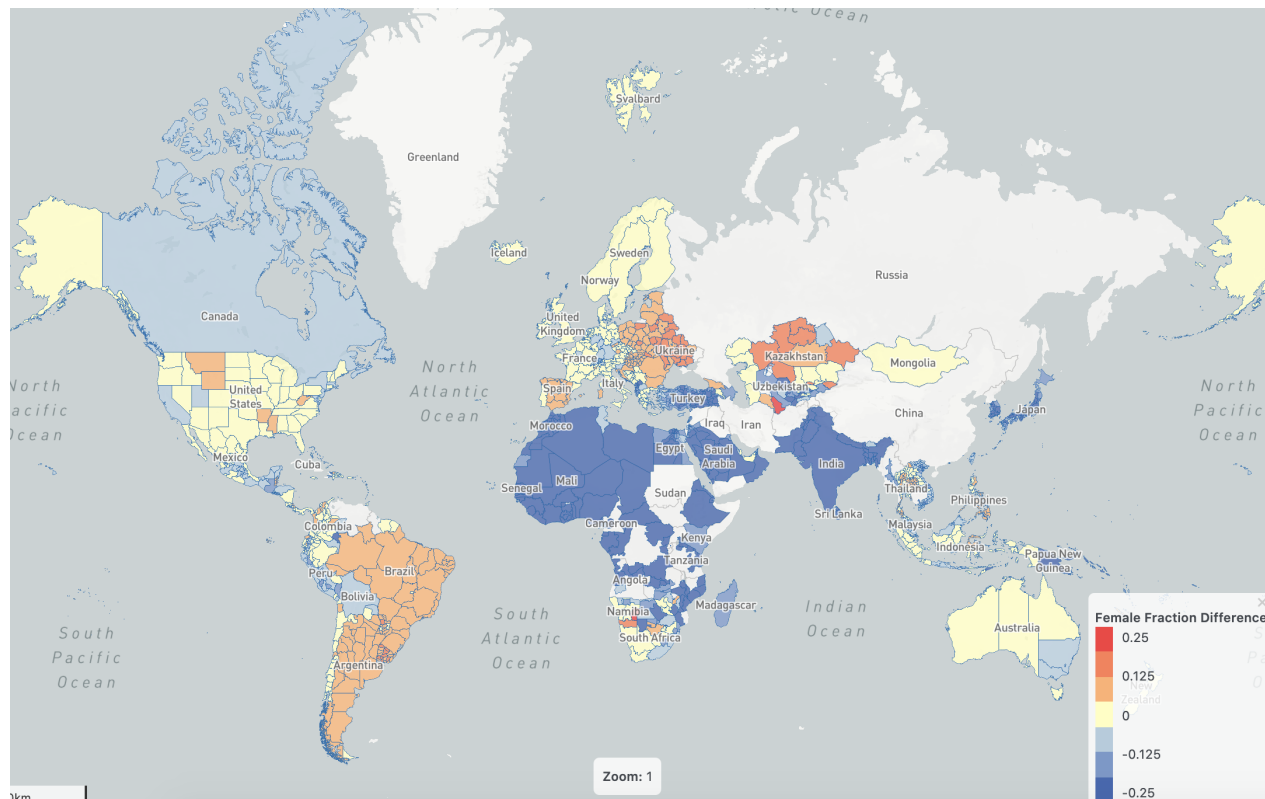 Ocean
Svalbard
Greenland
Iceland
Sweden
Norway
Russia
Canada
United
Kingdom
North
Atlantic
Ocean
France
Ukraine
Kazakhstan
Mongolia
North
Pacific
Ocean
United
States
Spain
Italy
Uzbekistan
Turkey
China
Japan
Morocco
Iraq
Iran
Egypt
Saudi
Arabia
India
Mexico
Cuba
Senegal
Mali
Sudan
Thailand
Philippines
Sri Lanka
Colombia
Cameroon
Kenya
Malaysia
Indonesia
Papua New
Guinea
Peru
Brazil
Tanzania
Angola
Bolivia
Namibia
Madagascar
Indian
Ocean
South
Atlantic
Ocean
South
Pacific
Ocean
South Africa
Australia
Argentina
New
Zealand
Female Fraction Difference
0.25
0.125
0
-0.125
-0.25
Zoom: 1